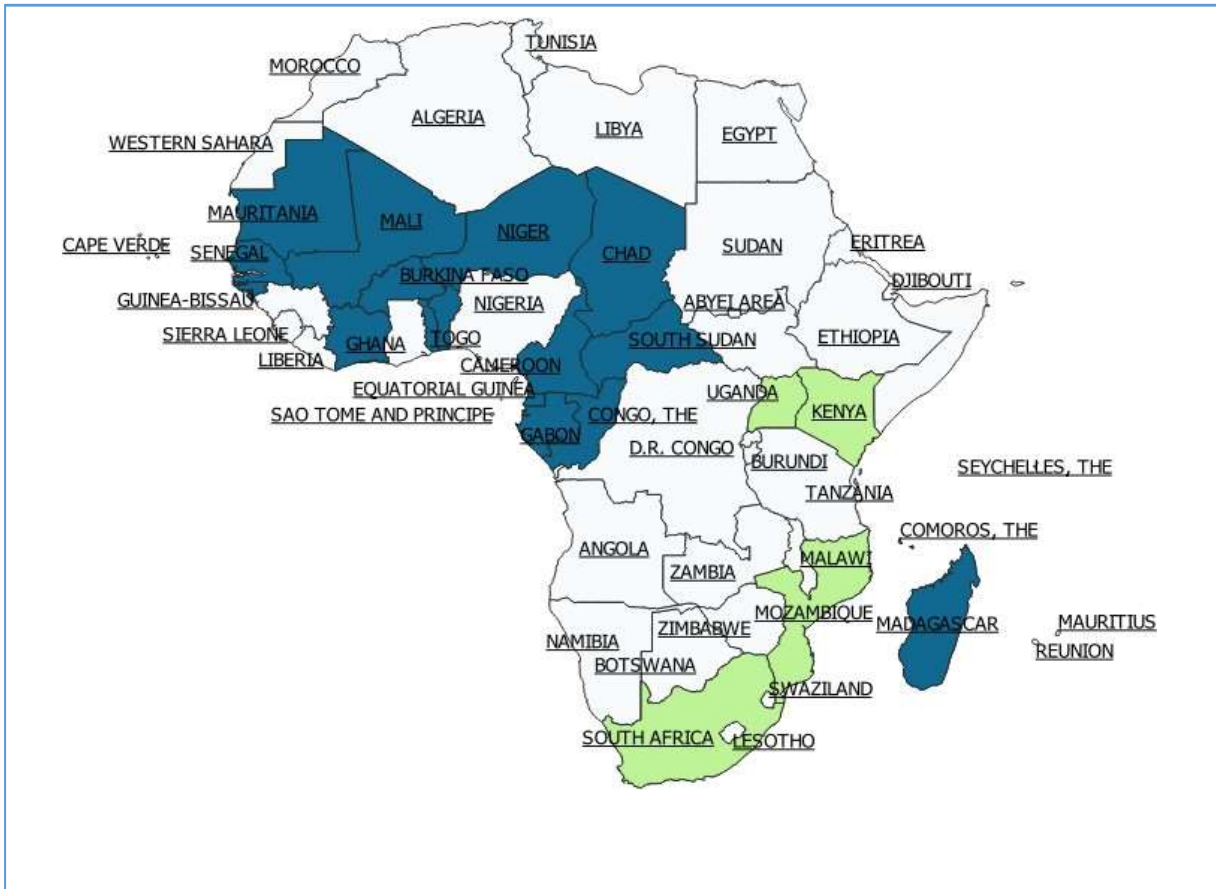 TUNISIA
MOROCCO
ALGERIA
LIBYA
EGYPT
WESTERN SAHARA
MAURITANIA
MALI
NIGER
CHAD
SUDAN
ERITREA
CAPE VERDE
SENEGAL
BURKINA FASO
DJIBOUTI
GUINEA-BISSAU
NIGERIA
ABYEI AREA
SIERRA LEONE
GHANA
TOGO
SOUTH SUDAN
ETHIOPIA
LIBERIA
CAMEROON
EQUATORIAL GUINEA
UGANDA
SAO TOME AND PRINCIPE
CONGO, THE
KENYA
GABON
D.R. CONGO
BURUNDI
SEYCHELLES, THE
TANZANIA
COMOROS, THE
ANGOLA
MALAWI
ZAMBIA
MOZAMBIQUE
MADAGASCAR
MAURITIUS
NAMIBIA
ZIMBABWE
REUNION
BOTSWANA
SWAZILAND
SOUTH AFRICA
LESOTHO